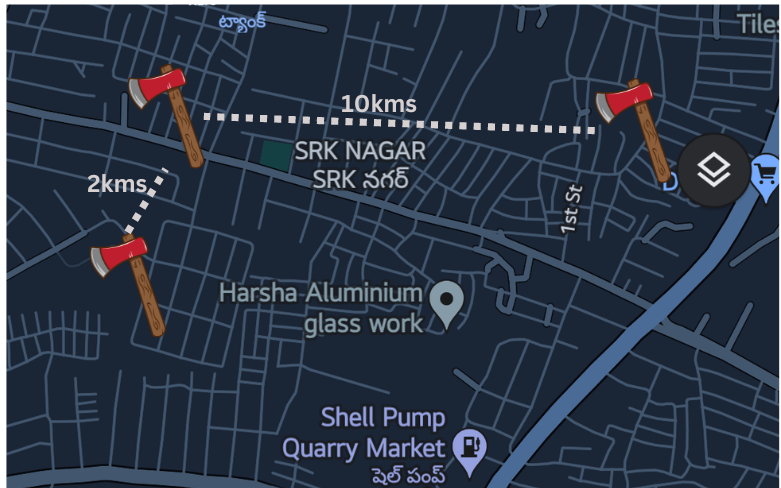 ట్యాంక్
Tiles
10kms
SRK NAGAR
SRK నగర్
2kms
D
1st St
Harsha Aluminium
glass work
Shell Pump
Quarry Market
షెల్ పంప్